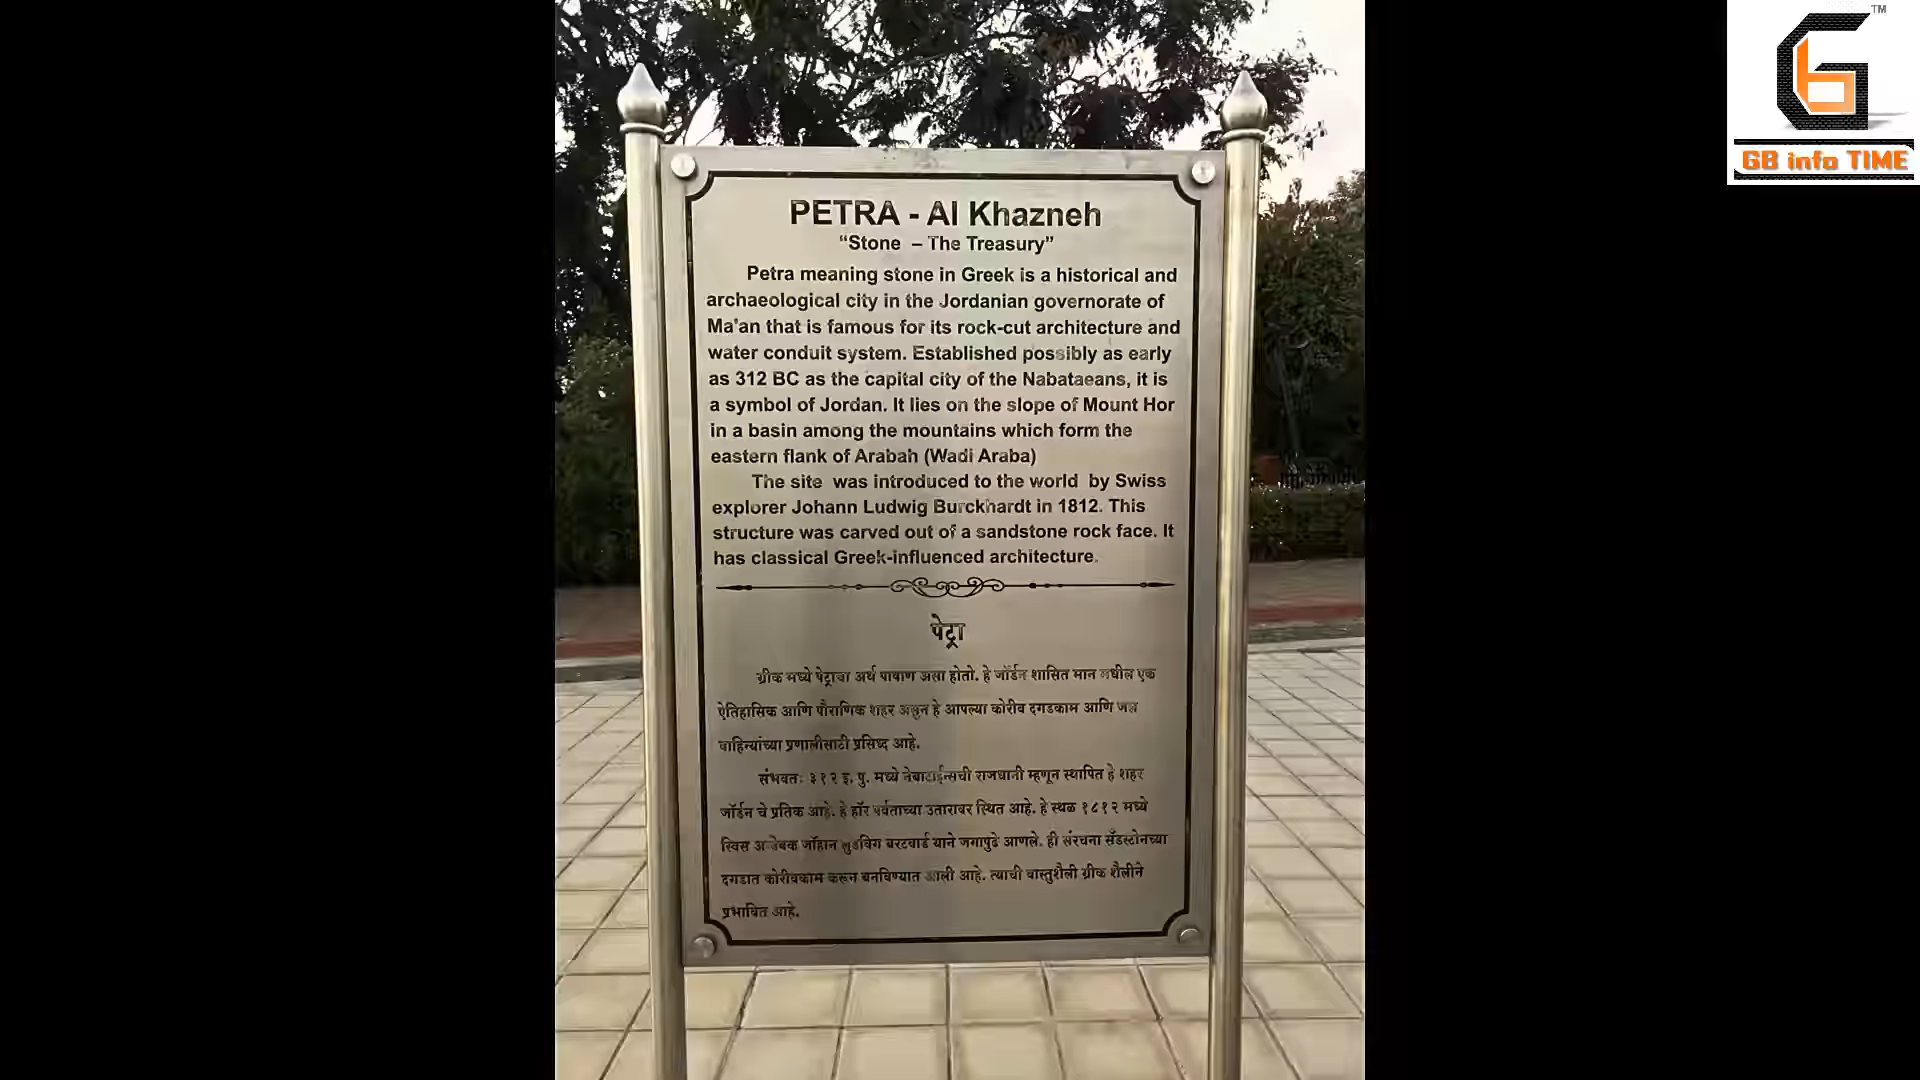 PETRA - Al Khazneh
“Stone – The Treasury”
Petra meaning stone in Greek is a historical and
archaeological city in the Jordanian governorate of
Ma'an that is famous for its rock-cut architecture and
water conduit system. Established possibly as early
as 312 BC as the capital city of the Nabataeans, it is
a symbol of Jordan. It lies on the slope of Mount Hor
in a basin among the mountains which form the
eastern flank of Arabah (Wadi Araba)
The site was introduced to the world by Swiss
explorer Johann Ludwig Burckhardt in 1812. This
structure was carved out of a sandstone rock face. It
has classical Greek-influenced architecture.
पेट्रा
ग्रीक मध्ये पेट्राचा अर्थ पाषाण असा होतो. हे जॉर्डन शासित मान मधील एक
ऐतिहासिक आणि पौराणिक शहर असून हे आपल्या कोरीव दगडकाम आणि जल
वाहिन्यांच्या प्रणालीसाठी प्रसिध्द आहे.
संभवतः ३१२ इ. पु. मध्ये नेबाटाईन्सची राजधानी म्हणून स्थापित हे शहर
जॉर्डन चे प्रतिक आहे. हे हॉर पर्वताच्या उतारावर स्थित आहे. हे स्थळ १८१२ मध्ये
स्विस जॉहान लुडविग बरटवार्ड याने जगापुढे आणले. ही संरचना सँडस्टोनच्या
दगडात कोरीवकाम करून बनविण्यात आली आहे. त्याची वास्तुशैली ग्रीक शैलीने
प्रभावित आहे.
TM
GB info TIME